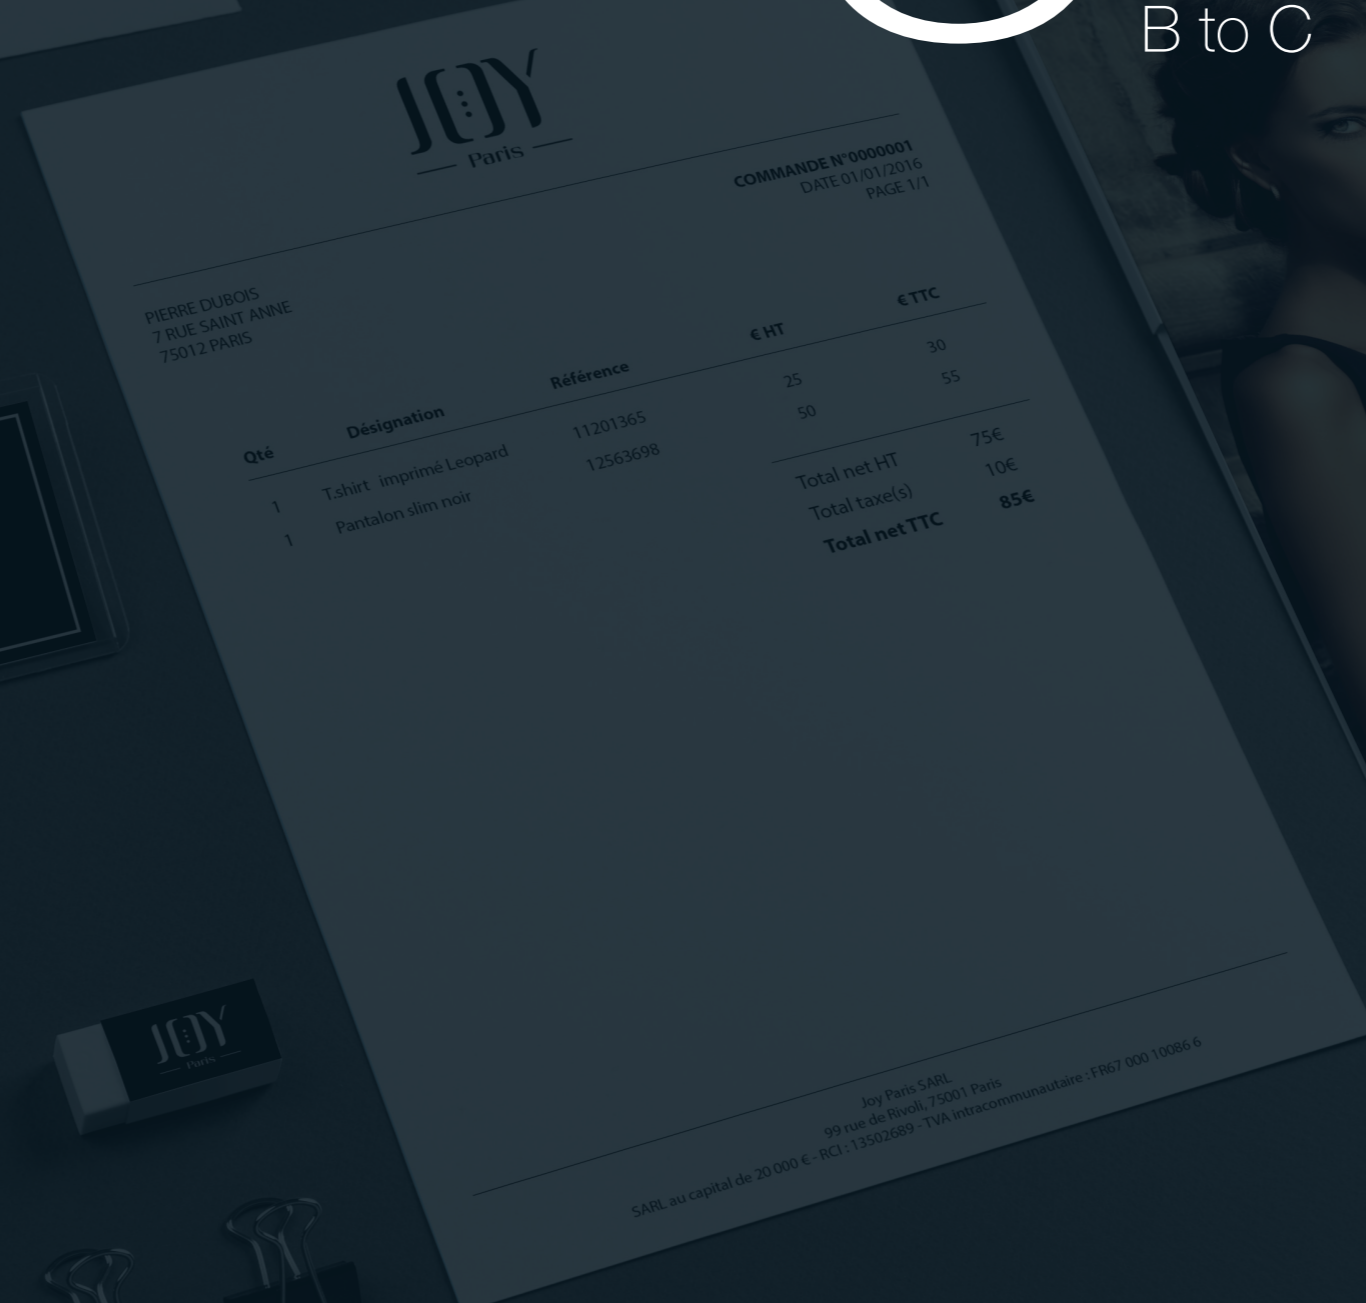 B to C
JOY
Paris
COMMANDE N°0000001
DATE 01/01/2016
PAGE 1/1
PIERRE DUBOIS
7 RUE SAINT ANNE
75012 PARIS
Qté Désignation Référence € HT € TTC
1 T.shirt imprimé Leopard 11201365 25 30
1 Pantalon slim noir 12563698 50 55
Total net HT 75€
Total taxe(s) 10€
Total net TTC 85€
JOY
Paris
Joy Paris SARL
99 rue de Rivoli, 75001 Paris
SARL au capital de 20 000 € - RCI : 13502689 - TVA intracommunautaire : FR67 000 10086 6